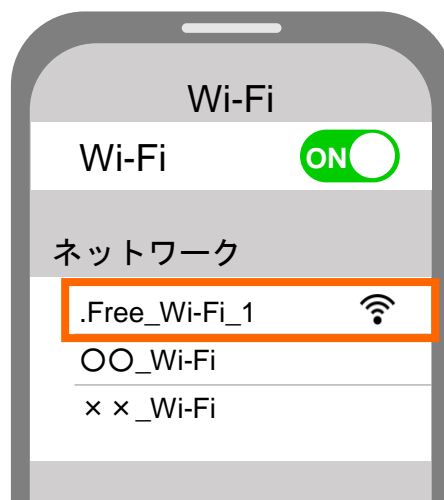 Wi-Fi
Wi-Fi ON
ネットワーク
.Free_Wi-Fi_1
〇〇_Wi-Fi
××_Wi-Fi